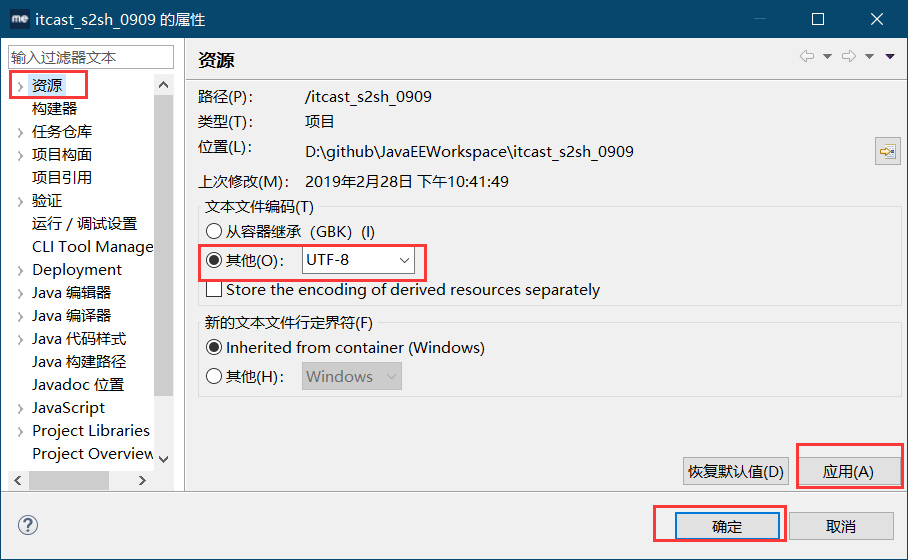 me itcast_s2sh_0909 的属性
输入过滤器文本
资源
构建器
任务仓库
项目构面
项目引用
验证
运行 / 调试设置
CLI Tool Manage
Deployment
Java 编辑器
Java 编译器
Java 代码样式
Java 构建路径
Javadoc 位置
JavaScript
Project Libraries
Project Overview
资源
路径(P): /itcast_s2sh_0909
类型(T): 项目
位置(L): D:\github\JavaEEWorkspace\itcast_s2sh_0909
上次修改(M): 2019年2月28日 下午10:41:49
文本文件编码(T)
从容器继承（GBK）(I)
其他(O): UTF-8
Store the encoding of derived resources separately
新的文本文件行定界符(F)
Inherited from container (Windows)
其他(H): Windows
恢复默认值(D) 应用(A)
? 确定 取消